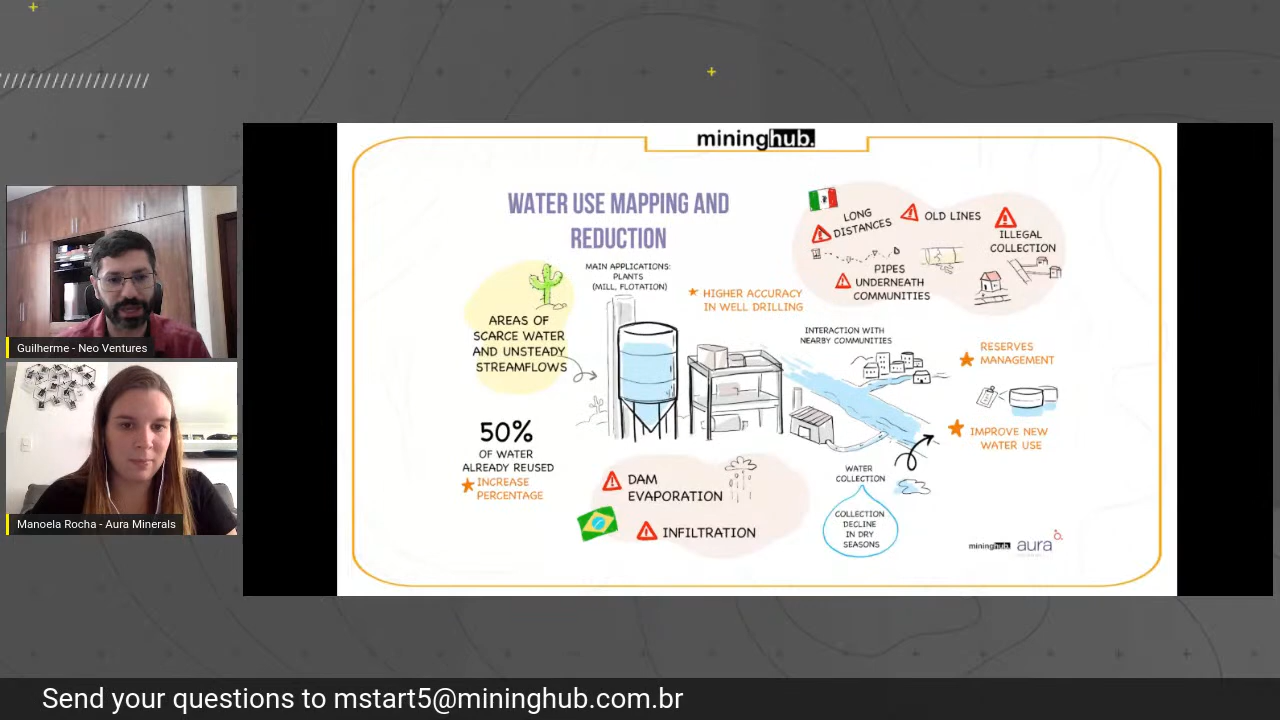 mininghub.
WATER USE MAPPING AND
REDUCTION
MAIN APPLICATIONS:
PLANTS
(MILL, FLOTATION)
HIGHER ACCURACY
IN WELL DRILLING
LONG
DISTANCES
OLD LINES
ILLEGAL
COLLECTION
PIPES
UNDERNEATH
COMMUNITIES
AREAS OF
SCARCE WATER
AND UNSTEADY
STREAMFLOWS
INTERACTION WITH
NEARBY COMMUNITIES
RESERVES
MANAGEMENT
IMPROVE NEW
WATER USE
50%
OF WATER
ALREADY REUSED
INCREASE
PERCENTAGE
DAM
EVAPORATION
INFILTRATION
WATER
COLLECTION
COLLECTION
DECLINE
IN DRY
SEASONS
mininghub.
aura
Guilherme - Neo Ventures
Manoela Rocha - Aura Minerals
Send your questions to mstart5@mininghub.com.br